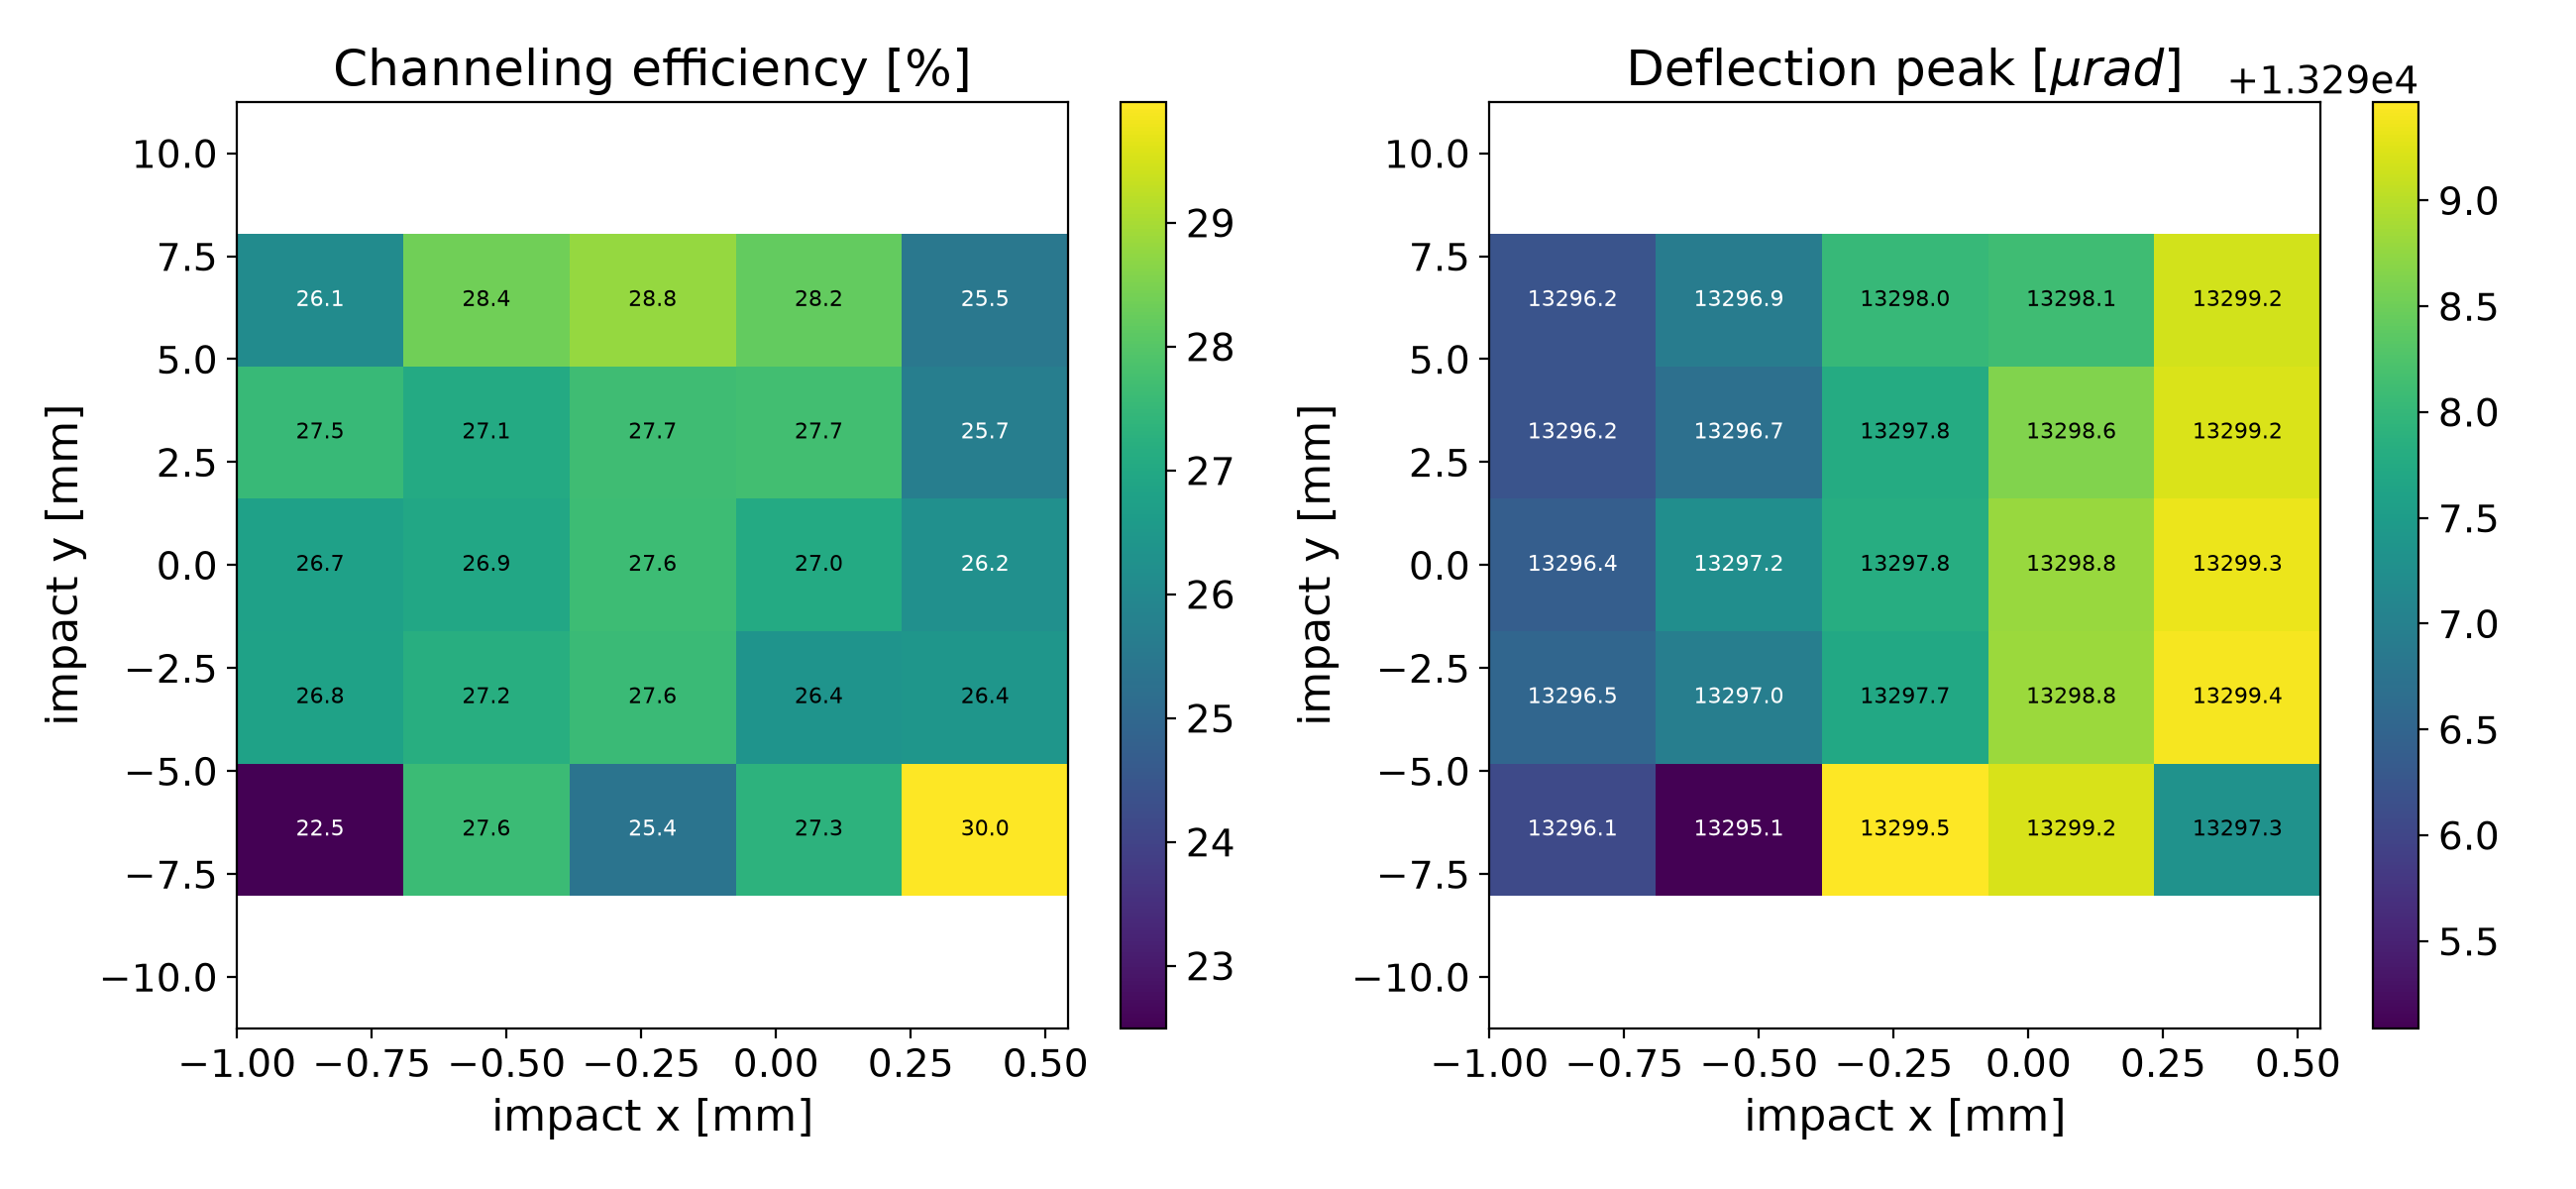 Channeling efficiency [%]
10.0
7.5
5.0
2.5
0.0
−2.5
−5.0
−7.5
−10.0
impact y [mm]
26.1 28.4 28.8 28.2 25.5
27.5 27.1 27.7 27.7 25.7
26.7 26.9 27.6 27.0 26.2
26.8 27.2 27.6 26.4 26.4
22.5 27.6 25.4 27.3 30.0
−1.00 −0.75 −0.50 −0.25 0.00 0.25 0.50
impact x [mm]
29
28
27
26
25
24
23
Deflection peak [μrad]
+1.329e4
10.0
7.5
5.0
2.5
0.0
−2.5
−5.0
−7.5
−10.0
impact y [mm]
13296.2 13296.9 13298.0 13298.1 13299.2
13296.2 13296.7 13297.8 13298.6 13299.2
13296.4 13297.2 13297.8 13298.8 13299.3
13296.5 13297.0 13297.7 13298.8 13299.4
13296.1 13295.1 13299.5 13299.2 13297.3
−1.00 −0.75 −0.50 −0.25 0.00 0.25 0.50
impact x [mm]
9.0
8.5
8.0
7.5
7.0
6.5
6.0
5.5